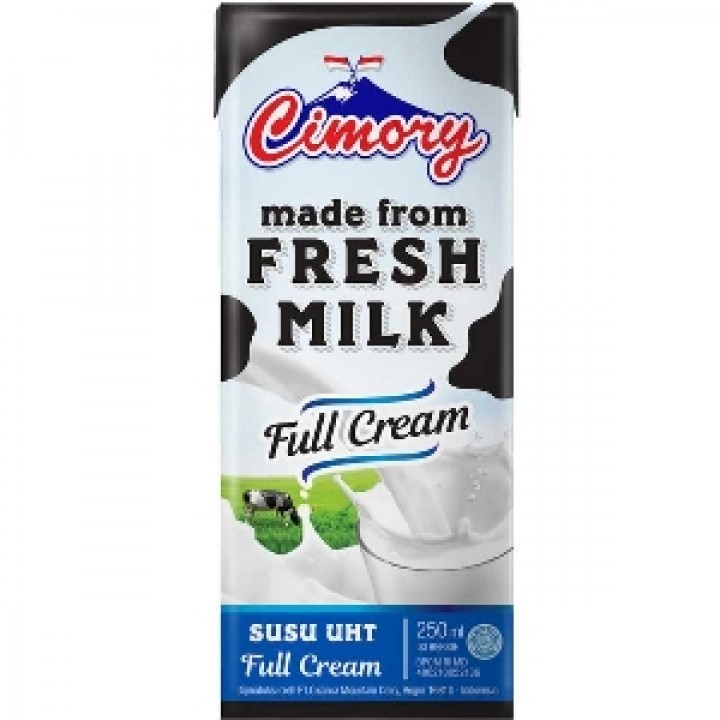 Cimory
made from
FRESH
MILK
Full Cream
SUSU UHT
Full Cream
250 ml